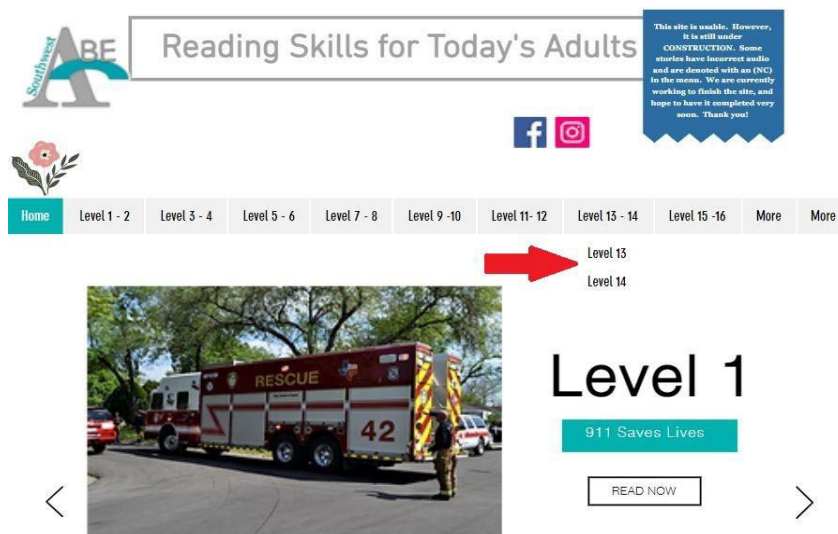 Southwest
ABE
Reading Skills for Today's Adults
This site is usable. However,
it is still under
CONSTRUCTION. Some
stories have incorrect audio
and are denoted with an (NC)
in the menu. We are currently
working to finish the site, and
hope to have it completed very
soon. Thank you!
f
Home Level 1 - 2 Level 3 - 4 Level 5 - 6 Level 7 - 8 Level 9 -10 Level 11- 12 Level 13 - 14 Level 15 -16 More More
Level 13
Level 14
RESCUE
42
Level 1
911 Saves Lives
READ NOW